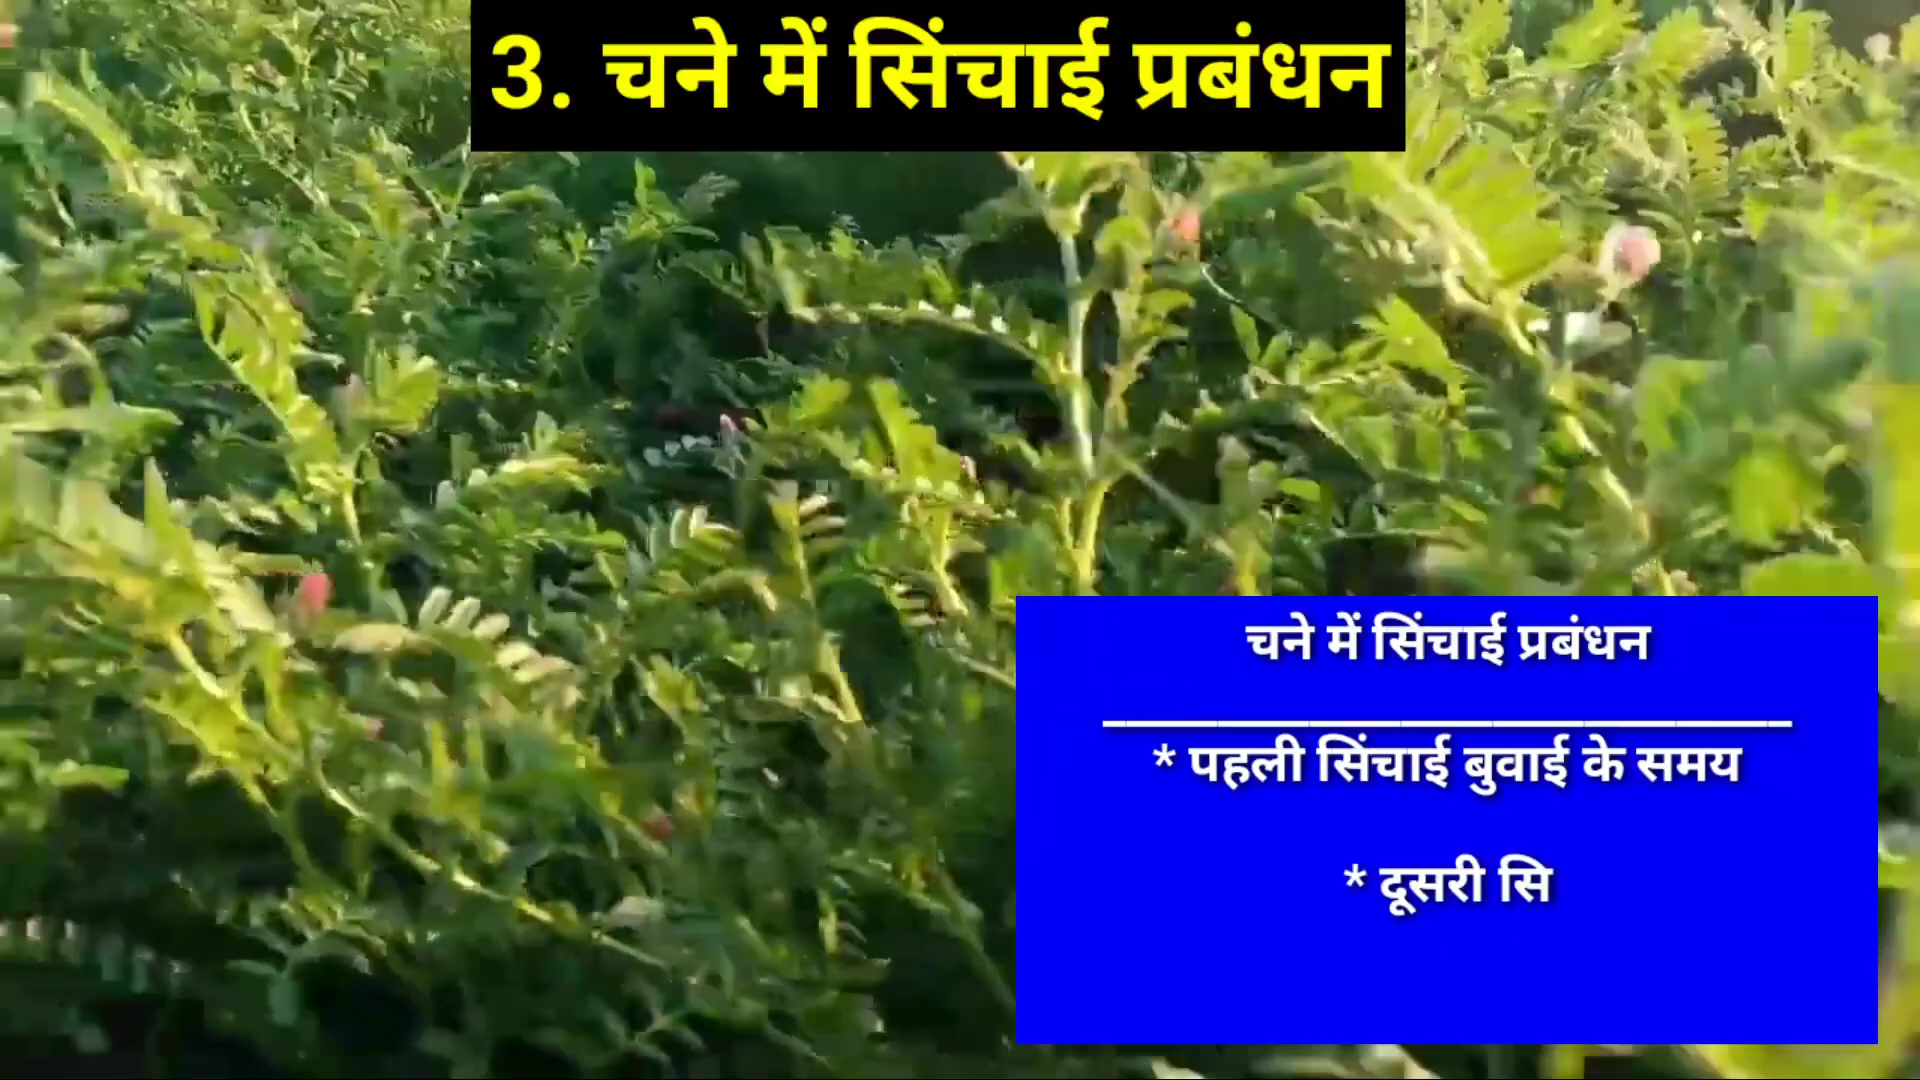 3. चने में सिंचाई प्रबंधन
चने में सिंचाई प्रबंधन
* पहली सिंचाई बुवाई के समय
* दूसरी सि